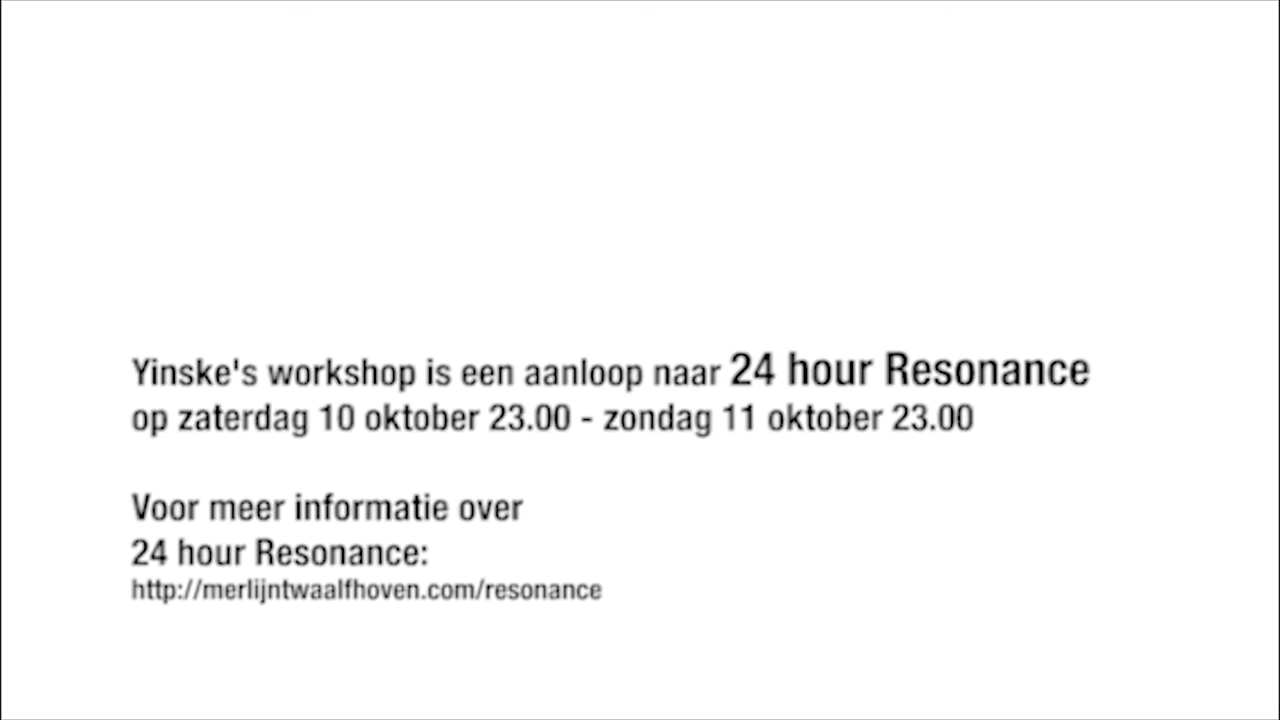 Yinske's workshop is een aanloop naar 24 hour Resonance
op zaterdag 10 oktober 23.00 - zondag 11 oktober 23.00
Voor meer informatie over
24 hour Resonance:
http://merlijntwaalfhoven.com/resonance